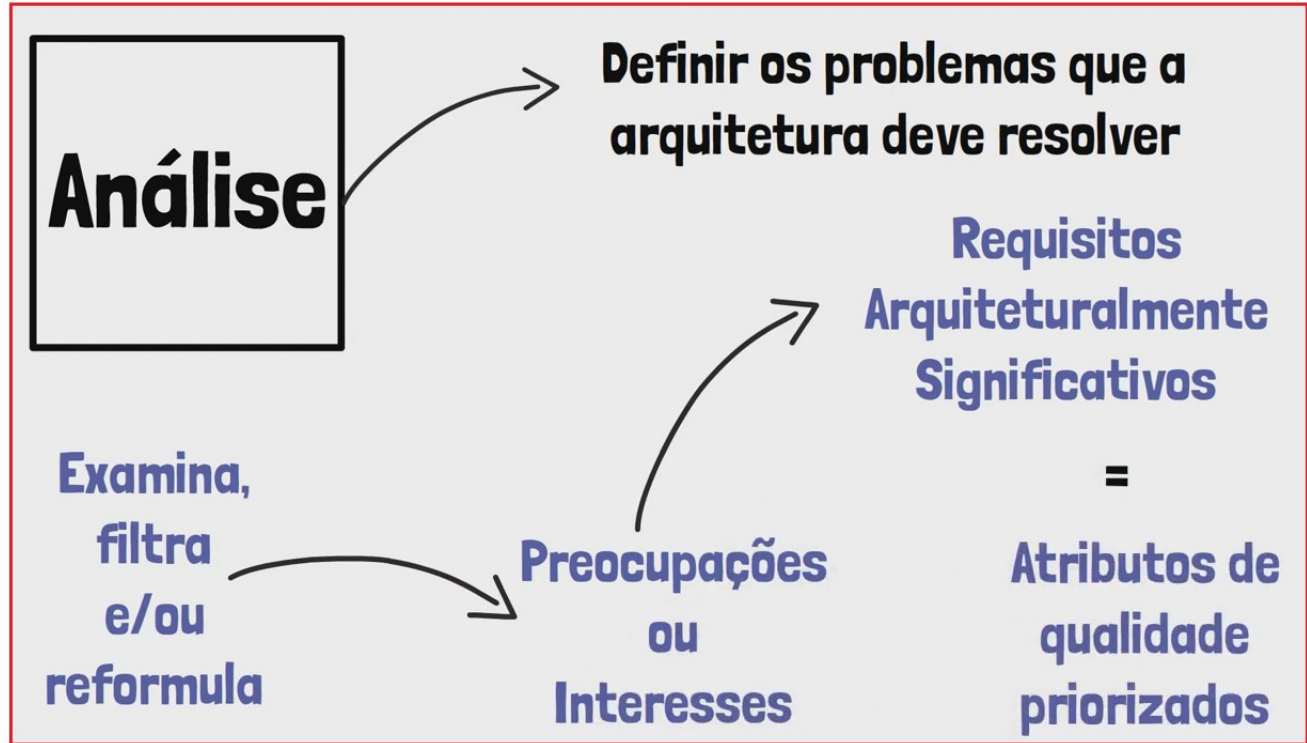 Análise
Definir os problemas que a
arquitetura deve resolver
Requisitos
Arquiteturalmente
Significativos
=
Atributos de
qualidade
priorizados
Examina,
filtra
e/ou
reformula
Preocupações
ou
Interesses